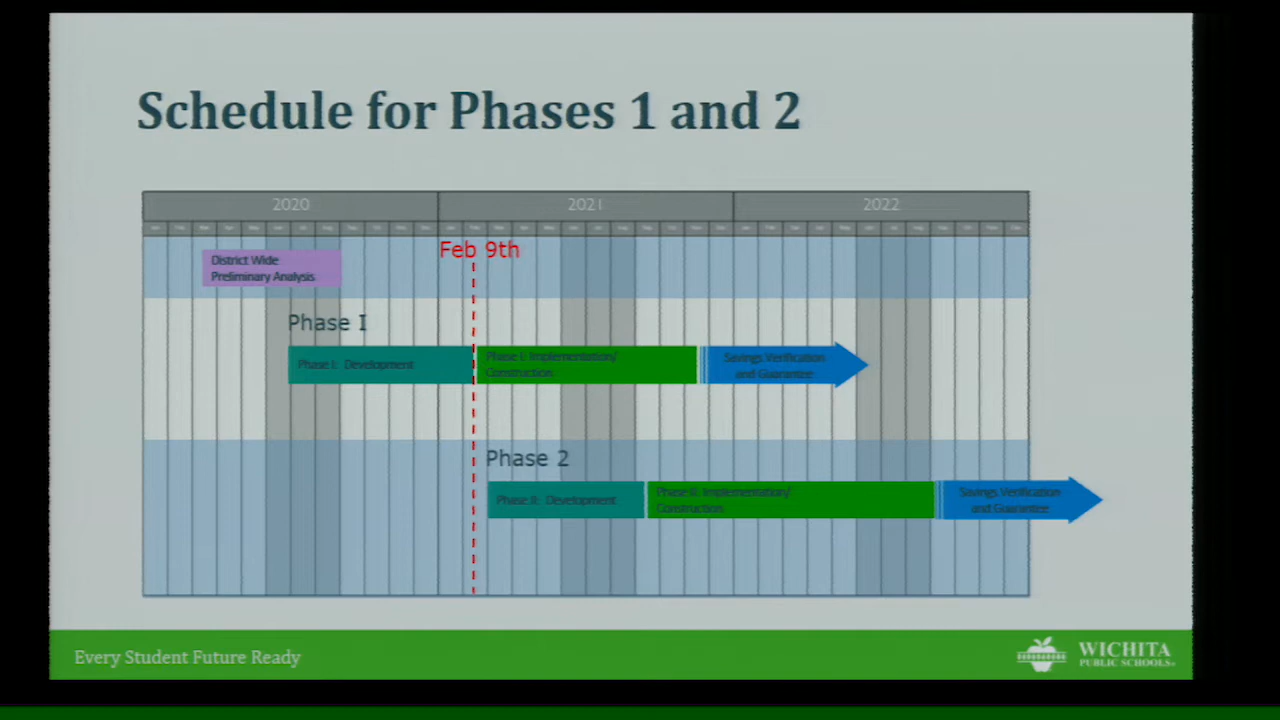 Schedule for Phases 1 and 2
2020
2021
2022
Feb 9th
District Wide
Preliminary Analysis
Phase I
Phase I: Development
Phase I: Implementation/
Construction
Savings Verification
and Guarantee
Phase 2
Phase II: Development
Phase II: Implementation/
Construction
Savings Verification
and Guarantee
Every Student Future Ready
WICHITA
PUBLIC SCHOOLS